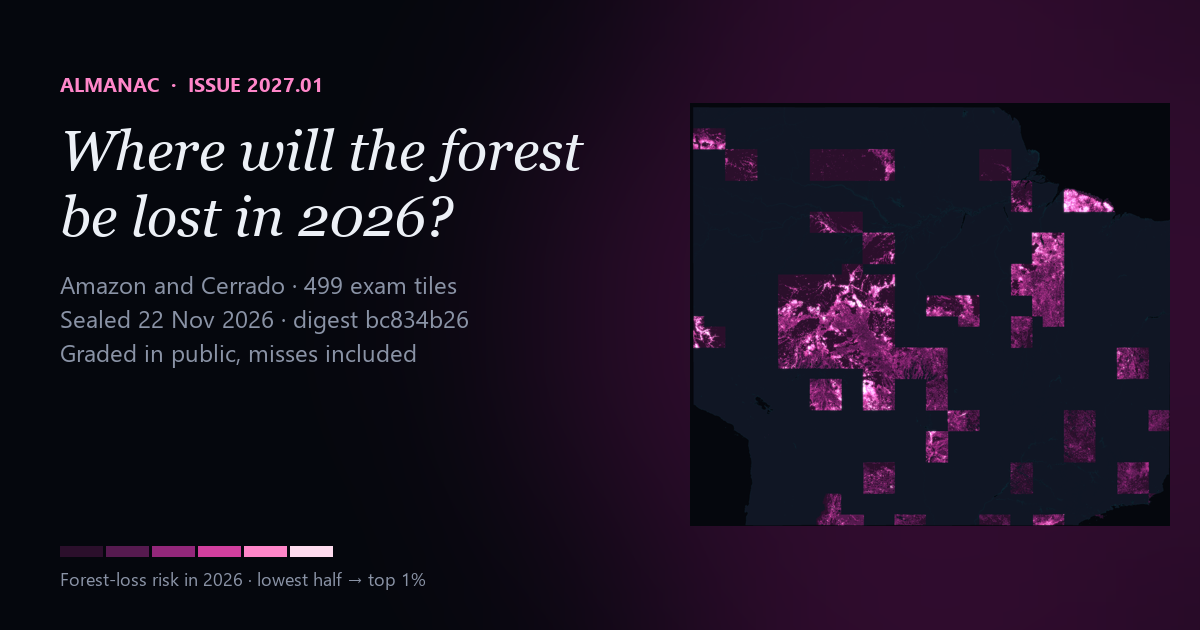 ALMANAC · ISSUE 2027.01
Where will the forest
be lost in 2026?
Amazon and Cerrado · 499 exam tiles
Sealed 22 Nov 2026 · digest bc834b26
Graded in public, misses included
Forest-loss risk in 2026 · lowest half → top 1%